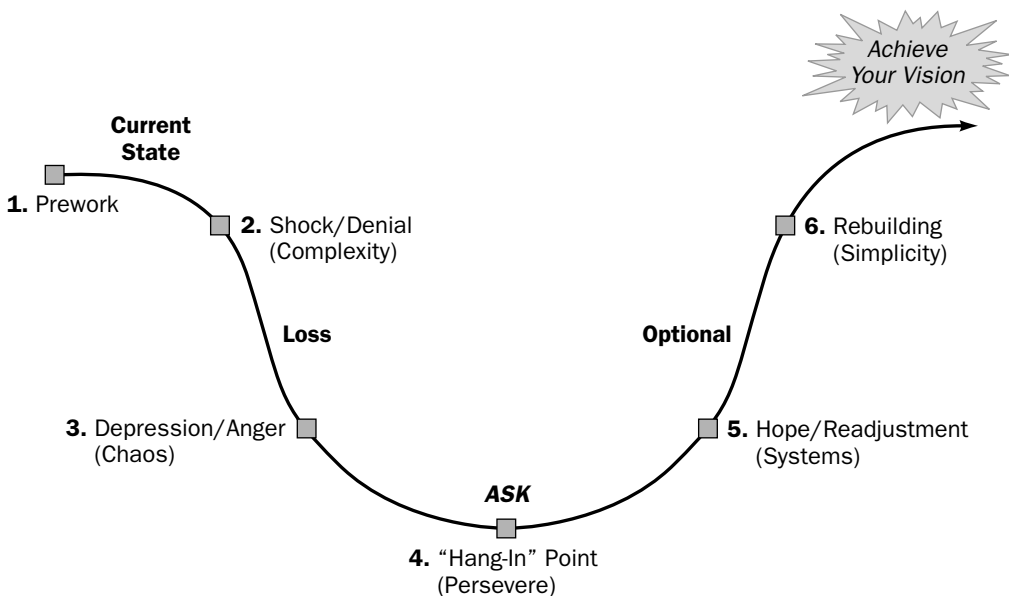 Achieve
Your Vision
Current
State
1. Prework
2. Shock/Denial
(Complexity)
6. Rebuilding
(Simplicity)
Loss
Optional
3. Depression/Anger
(Chaos)
5. Hope/Readjustment
(Systems)
ASK
4. “Hang-In” Point
(Persevere)